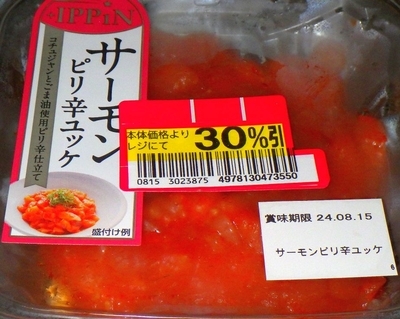 IPPIN
サーモン
ピリ辛ユッケ
コチュジャンとごま油使用ピリ辛仕立て
盛付け例
本体価格より
レジにて
30%引
0815 3023875 4978130473550
賞味期限 24.08.15
サーモンピリ辛ユッケ
6